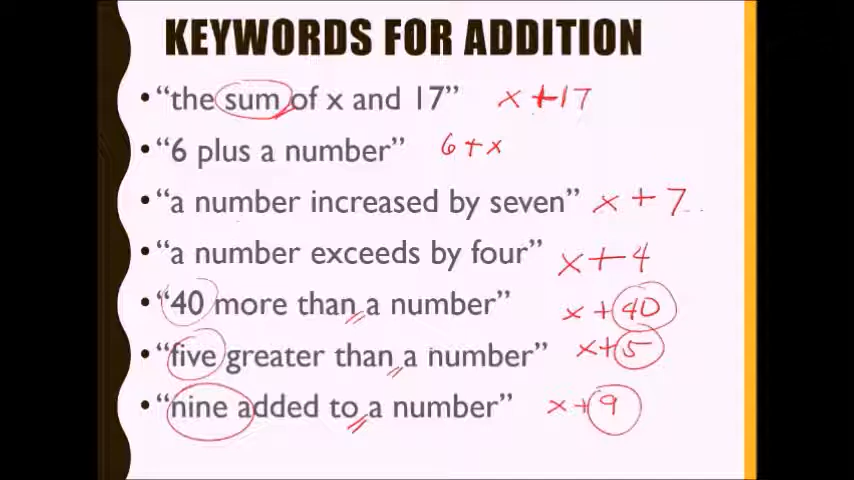 KEYWORDS FOR ADDITION
• "the sum of x and 17" x + 17
• "6 plus a number" 6 + x
• "a number increased by seven" x + 7
• "a number exceeds by four" x + 4
• "40 more than a number" x + 40
• "five greater than a number" x + 5
• "nine added to a number" x + 9